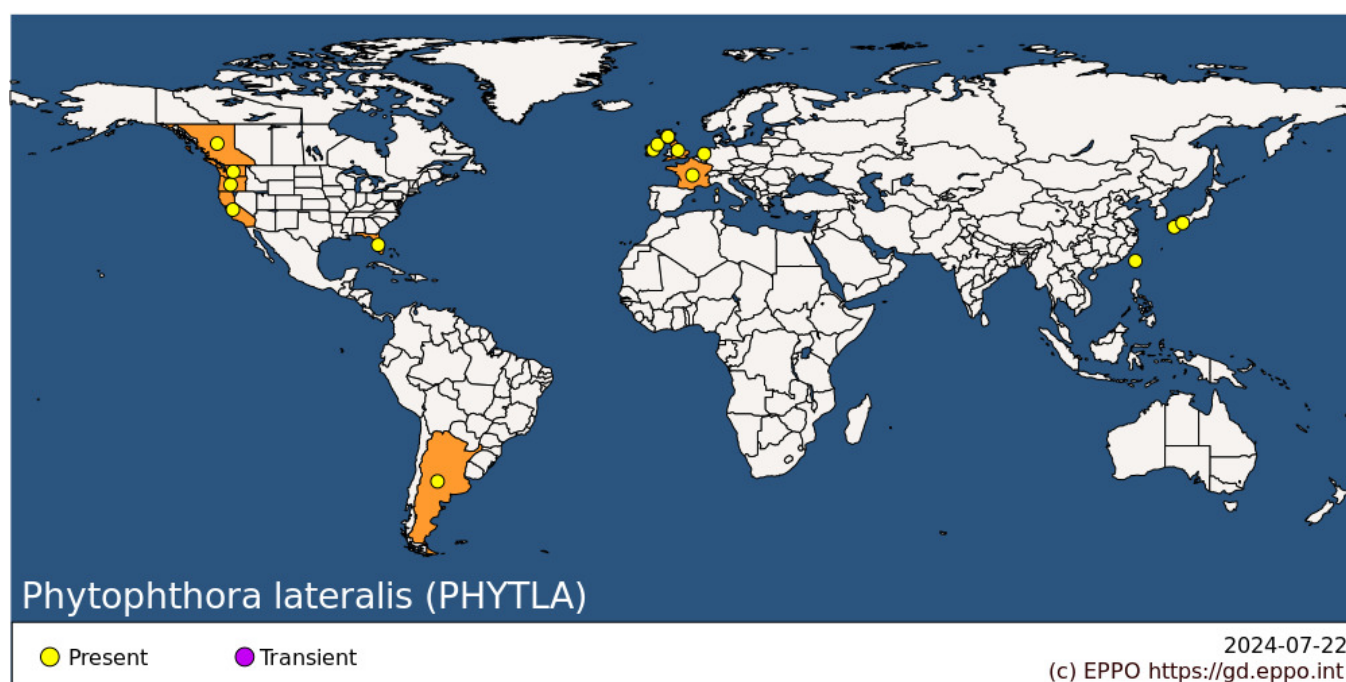 Phytophthora lateralis (PHYTLA)
Present
Transient
2024-07-22
(c) EPPO https://gd.eppo.int